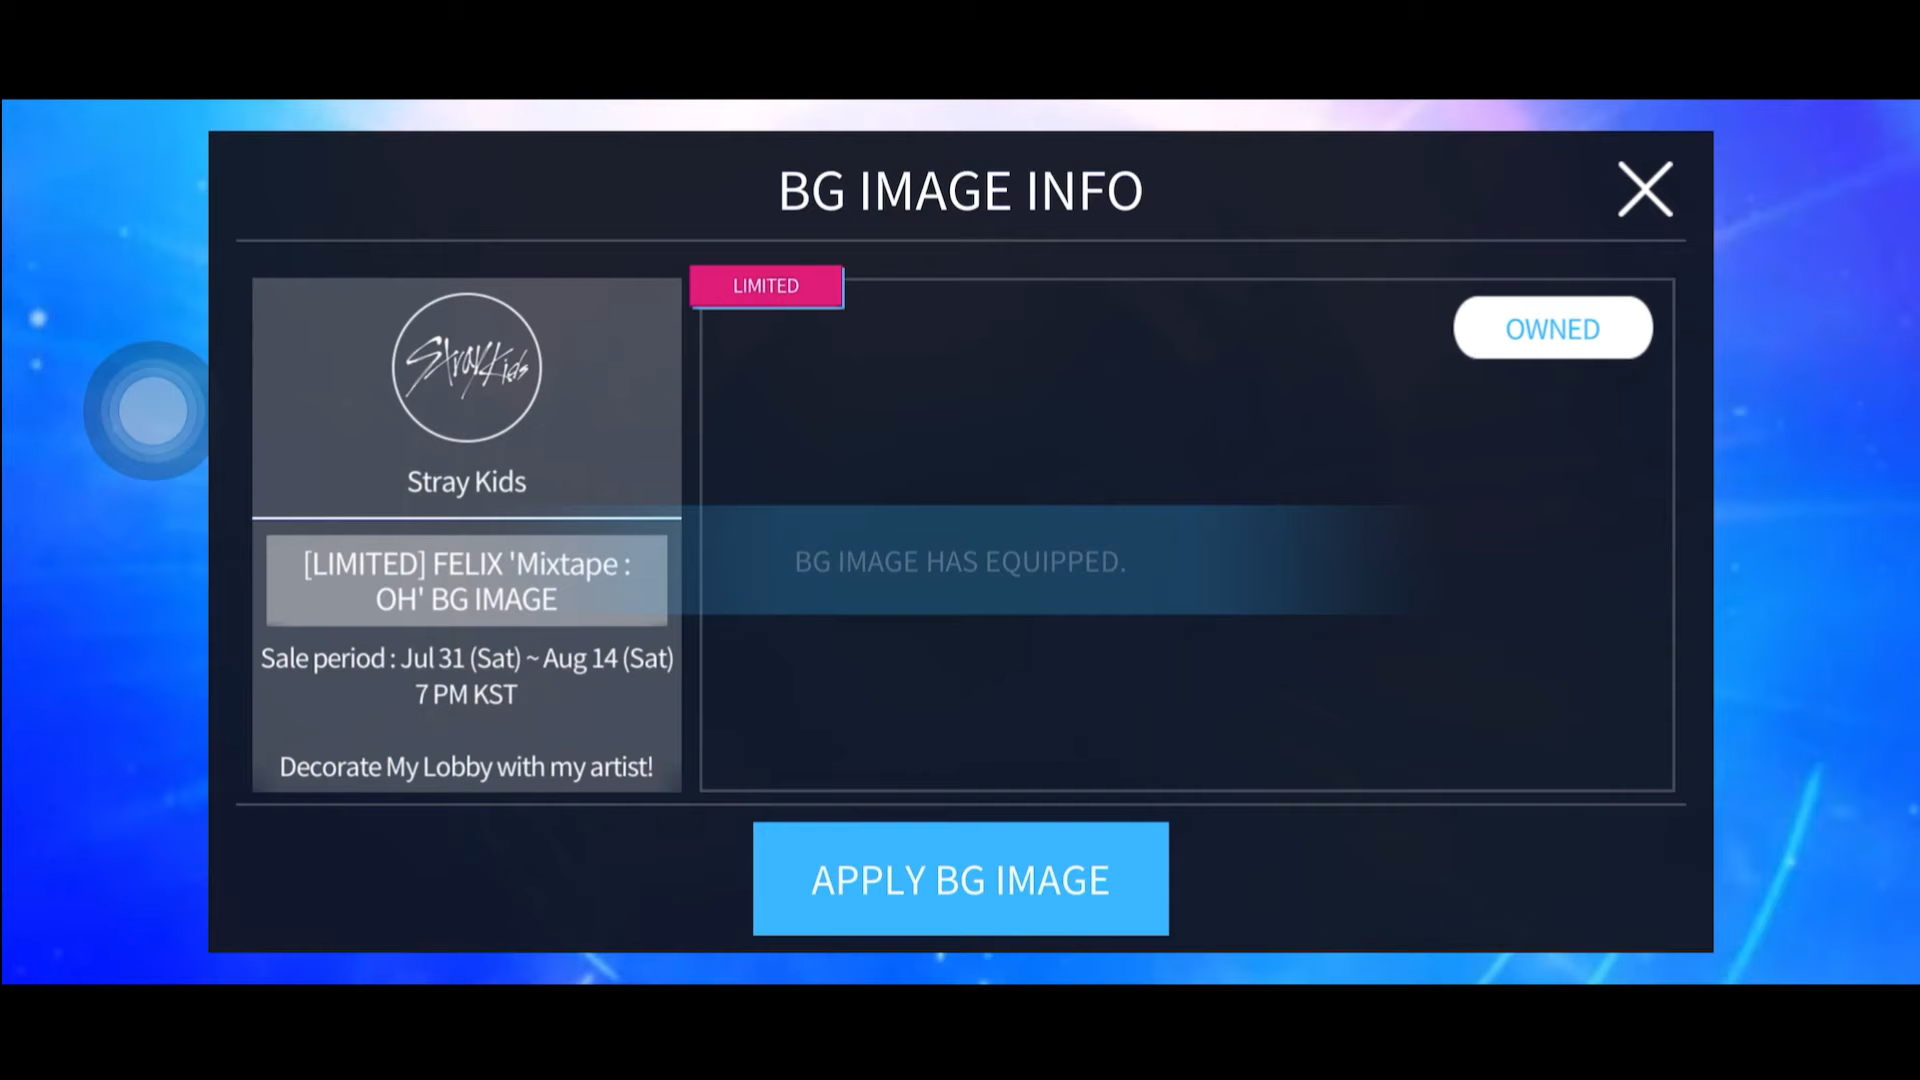 BG IMAGE INFO
LIMITED
OWNED
Stray Kids
Stray Kids
[LIMITED] FELIX 'Mixtape :
OH' BG IMAGE
BG IMAGE HAS EQUIPPED.
Sale period : Jul 31 (Sat) ~ Aug 14 (Sat)
7 PM KST
Decorate My Lobby with my artist!
APPLY BG IMAGE